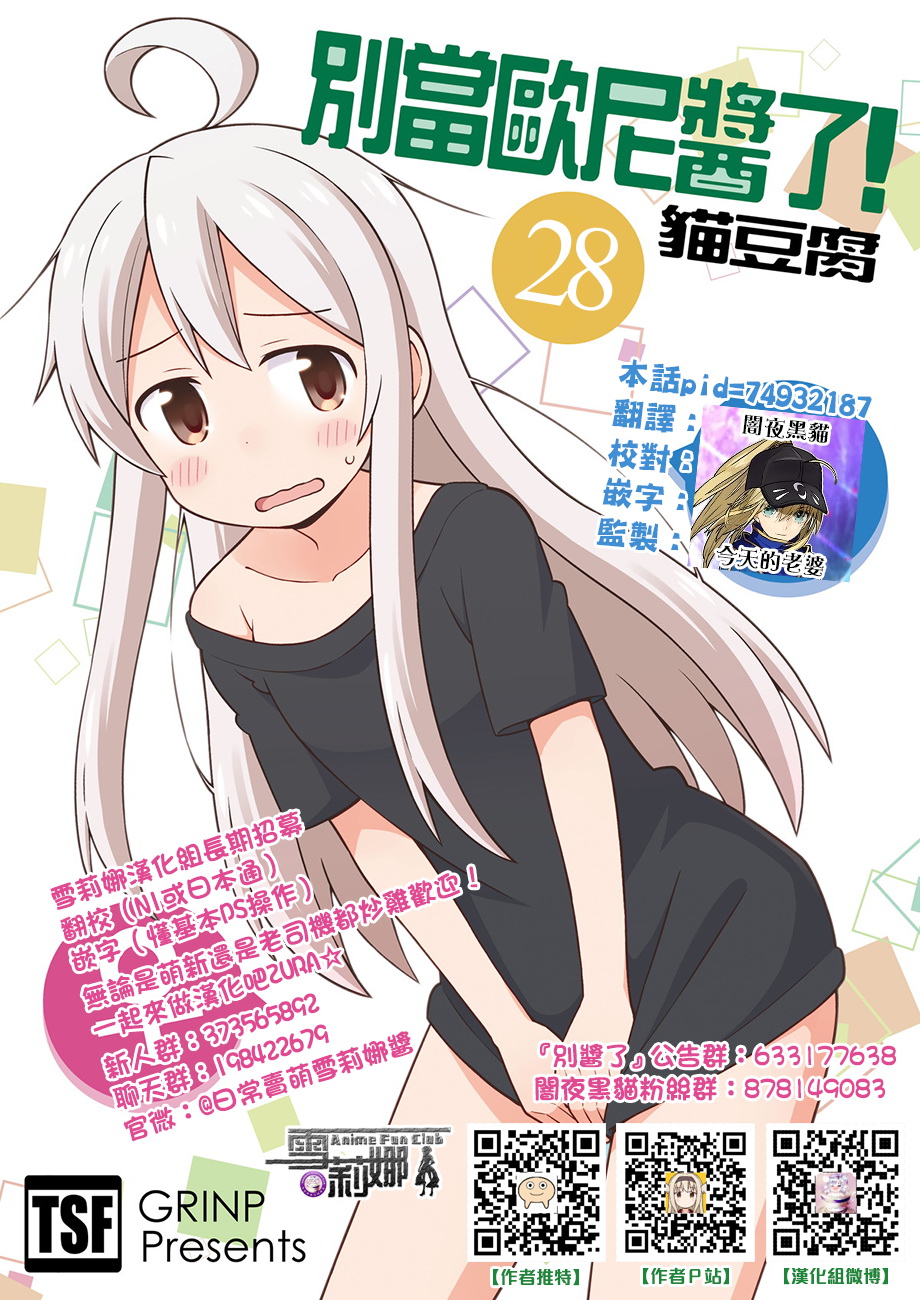 別當歐尼醬了!
28
貓豆腐
本話pid=74932187
翻譯：
校對：
嵌字：
監製：
闇夜黑貓
今天的老婆
雪莉娜漢化組長期招募
翻校（N1或日本通）
嵌字（懂基本PS操作）
無論是萌新還是老司機都炒雞歡迎！
一起來做漢化吧ZURA☆
新人群：373565892
聊天群：198422679
官微：@日常賣萌雪莉娜醬
『別醬了』公告群：633177638
闇夜黑貓粉絲群：878149083
Anime Fun Club
雪莉娜
TSF
GRINP
Presents
【作者推特】
【作者P站】
【漢化組微博】